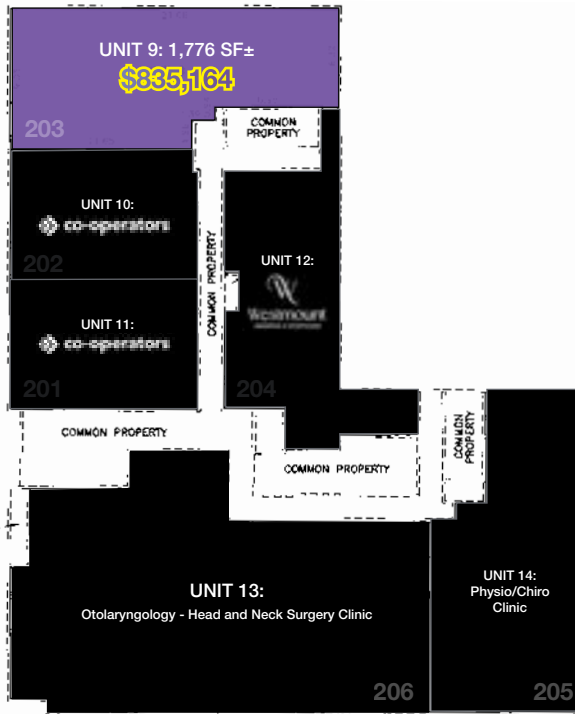 UNIT 9: 1,776 SF±
$835,164
203
COMMON
PROPERTY
UNIT 10:
co-operators
202
UNIT 12:
Westmount
COMMON PROPERTY
UNIT 11:
co-operators
201
204
COMMON PROPERTY
COMMON
PROPERTY
COMMON PROPERTY
UNIT 13:
Otolaryngology - Head and Neck Surgery Clinic
206
UNIT 14:
Physio/Chiro
Clinic
205